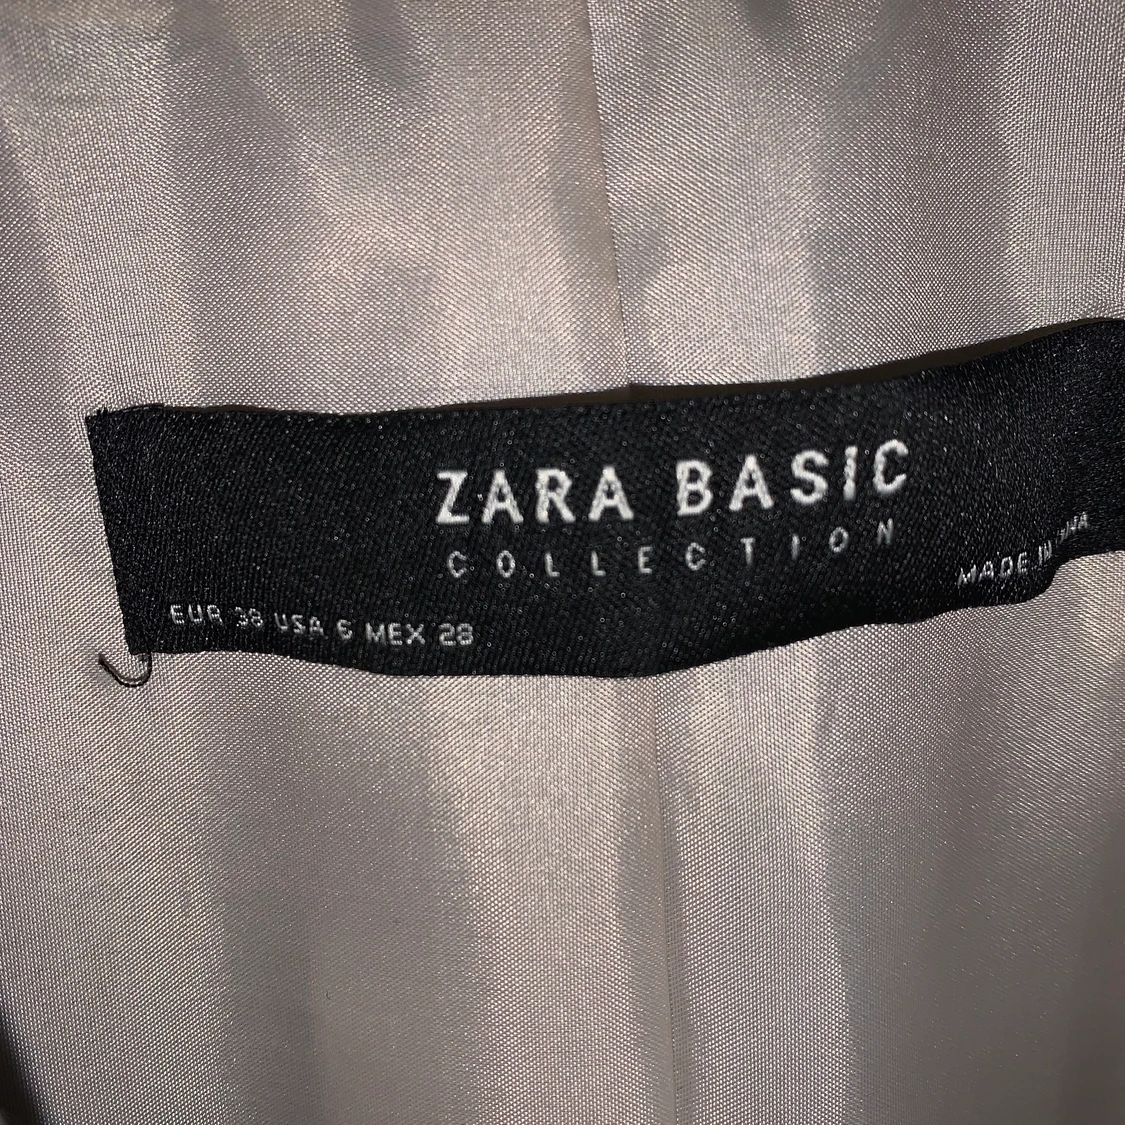 ZARA BASIC
COLLECTION
EUR 38 USA 6 MEX 28
MADE IN